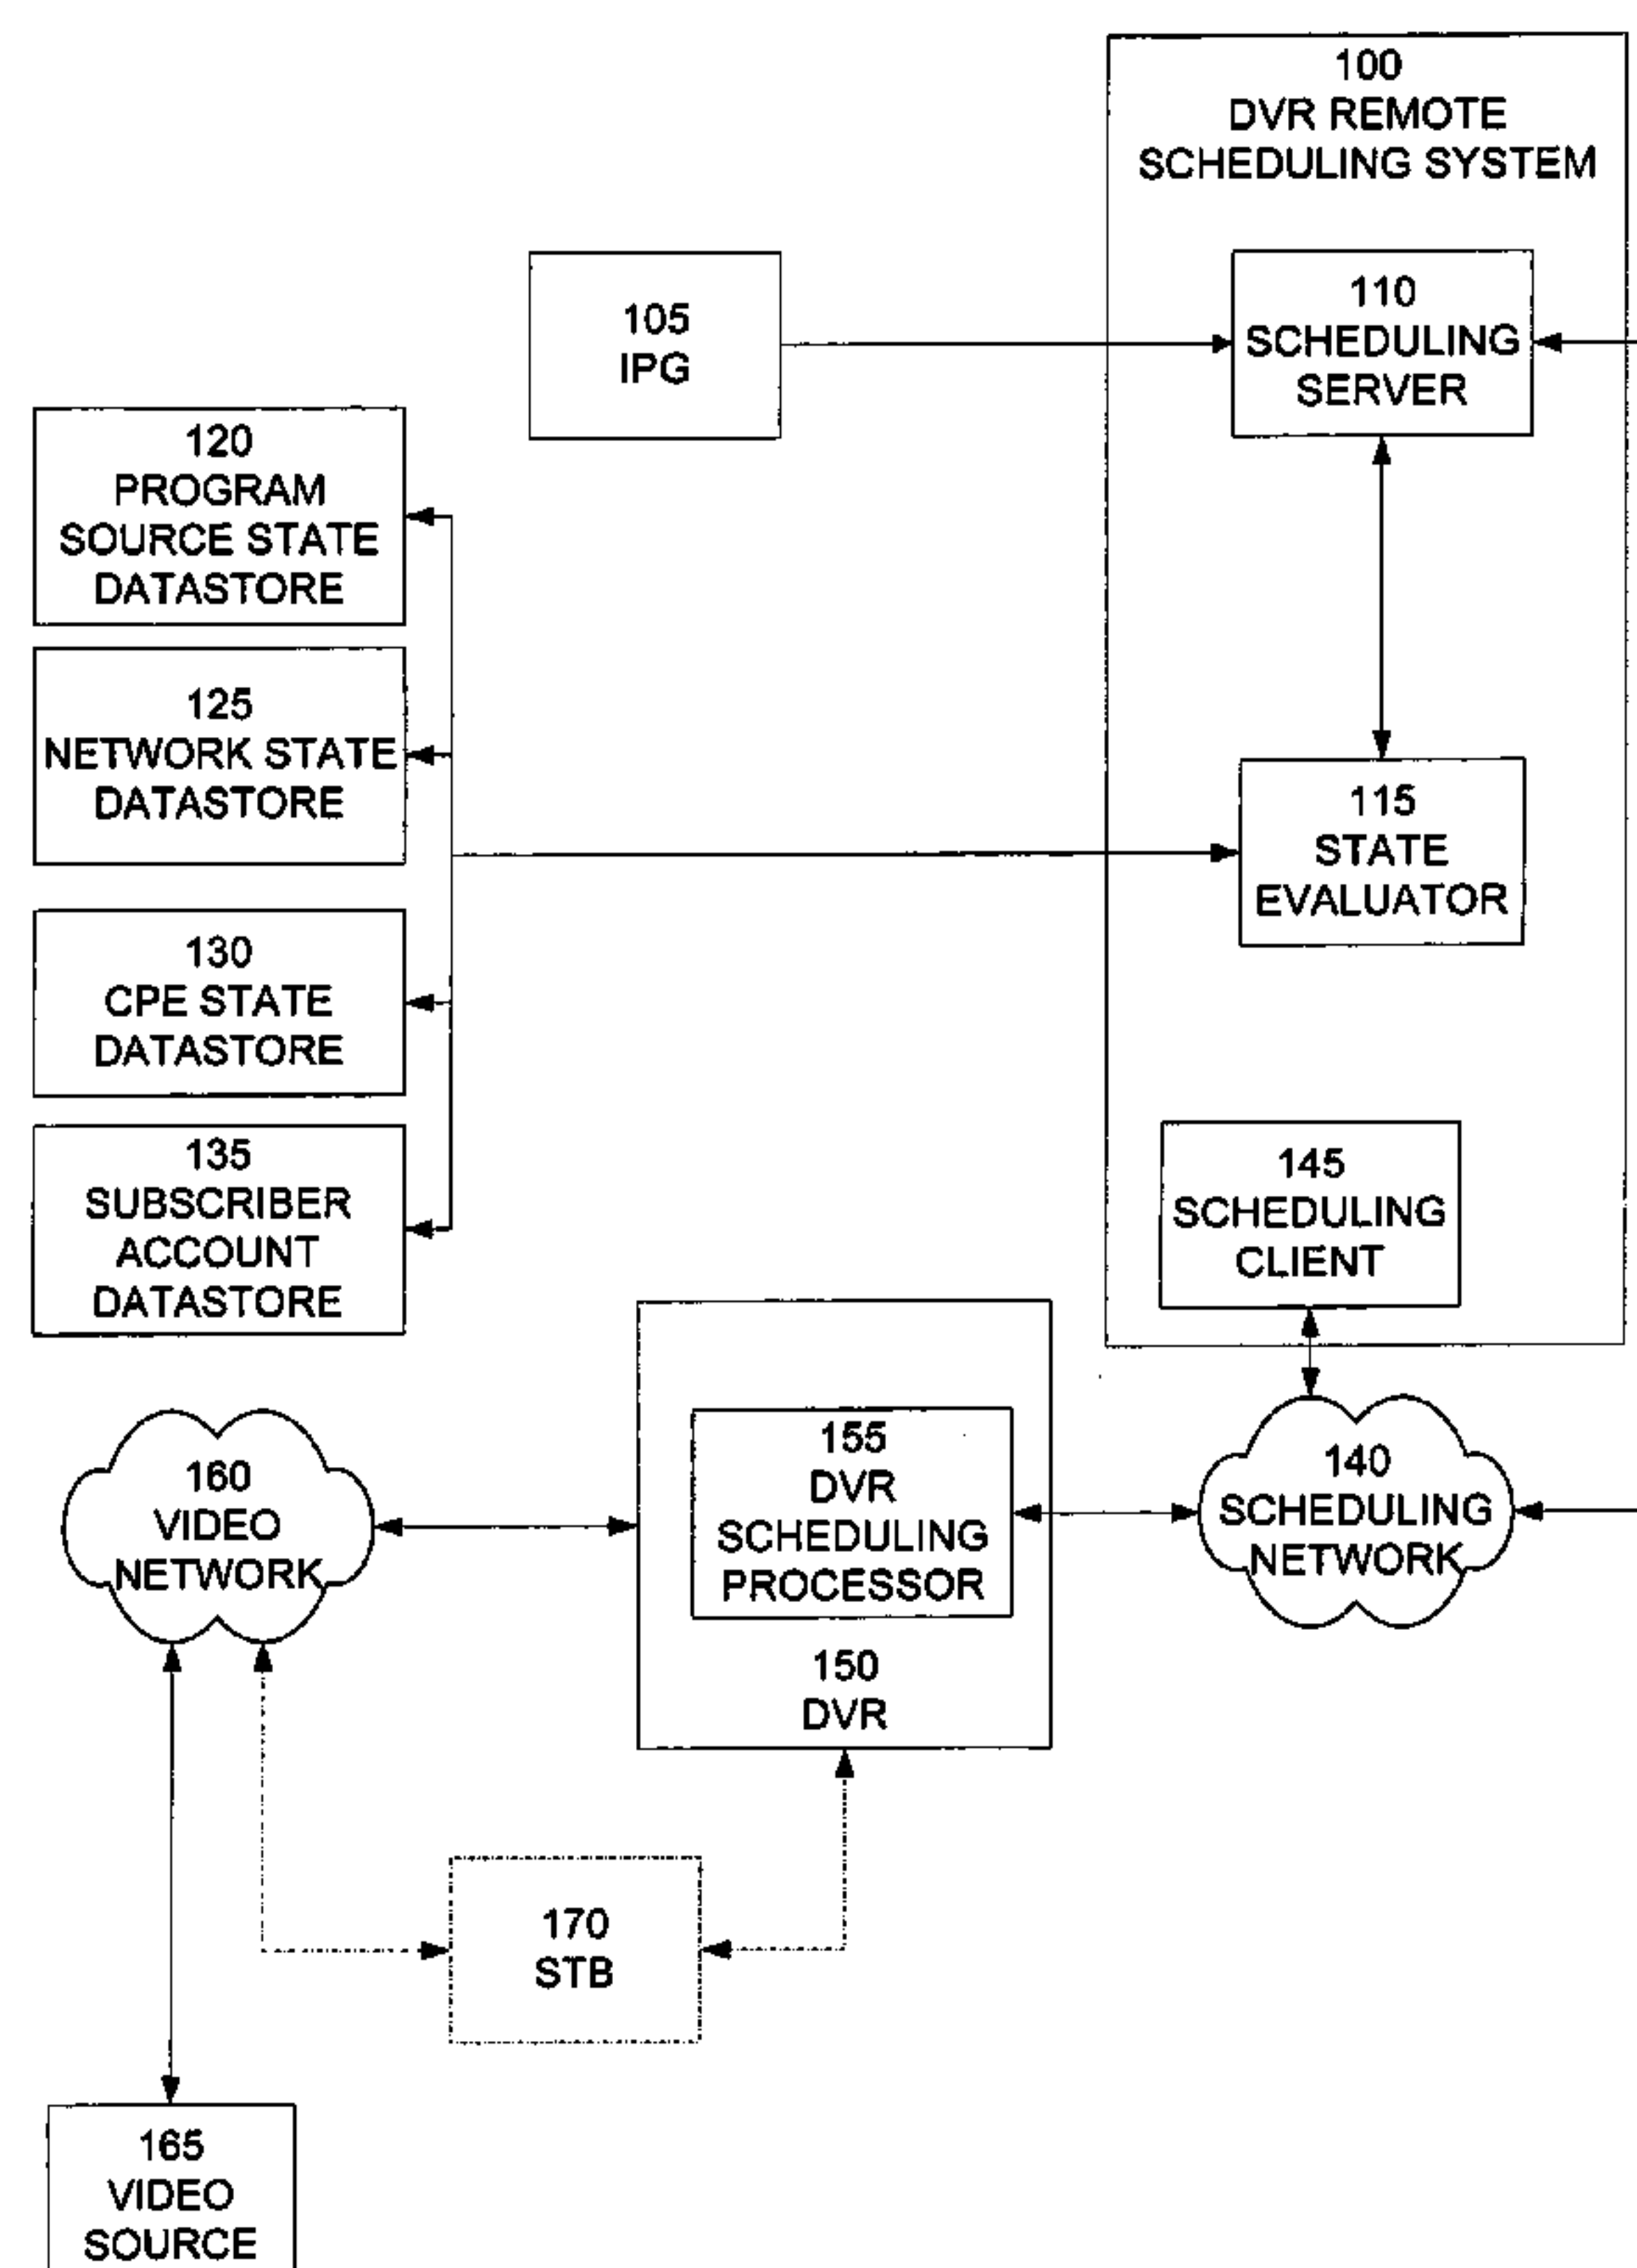 100
DVR REMOTE
SCHEDULING SYSTEM
105
IPG
110
SCHEDULING
SERVER
120
PROGRAM
SOURCE STATE
DATASTORE
125
NETWORK STATE
DATASTORE
115
STATE
EVALUATOR
130
CPE STATE
DATASTORE
135
SUBSCRIBER
ACCOUNT
DATASTORE
145
SCHEDULING
CLIENT
160
VIDEO
NETWORK
155
DVR
SCHEDULING
PROCESSOR
150
DVR
140
SCHEDULING
NETWORK
170
STB
165
VIDEO
SOURCE